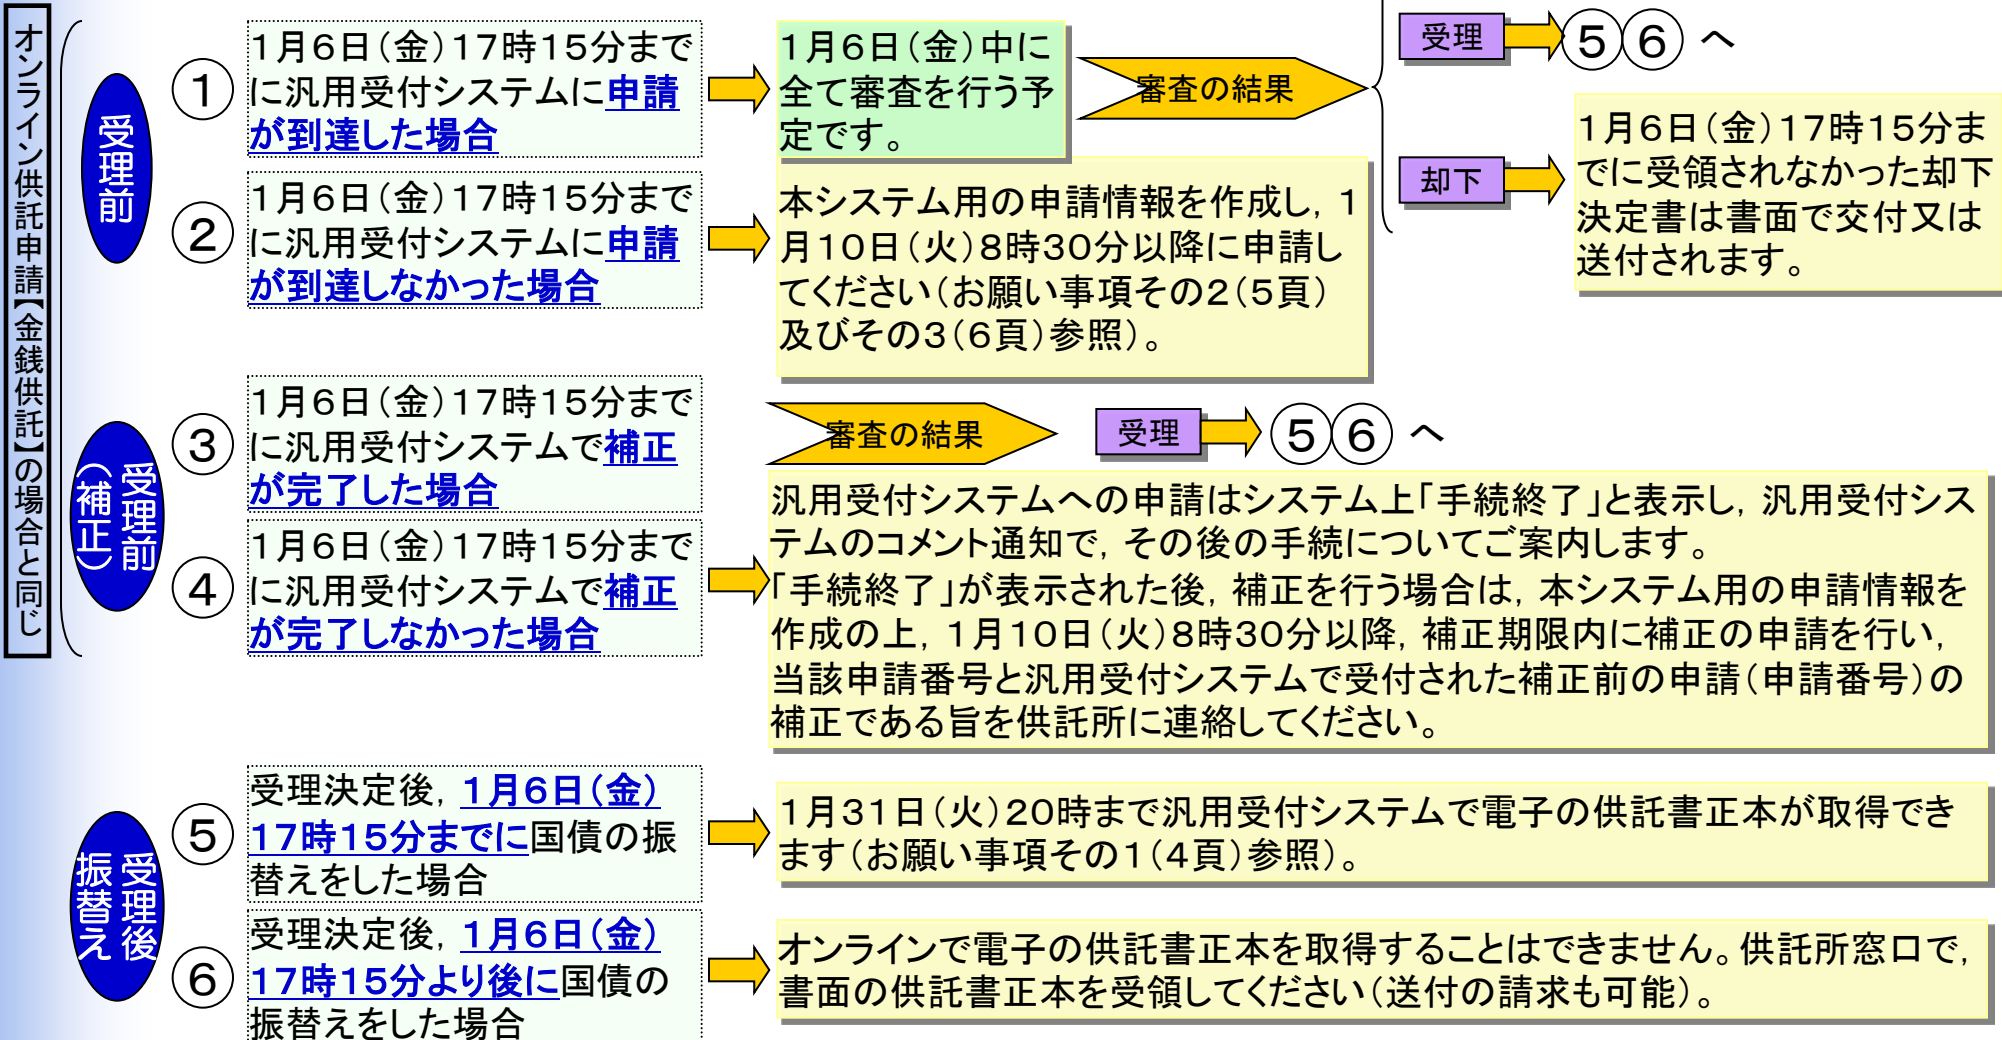 オンライン供託申請【金銭供託】の場合と同じ
受理前
①
1月6日(金)17時15分まで
に汎用受付システムに申請
が到達した場合
1月6日(金)中に
全て審査を行う予
定です。
審査の結果
受理
⑤⑥ へ
却下
1月6日(金)17時15分ま
でに受領されなかった却下
決定書は書面で交付又は
送付されます。
②
1月6日(金)17時15分まで
に汎用受付システムに申請
が到達しなかった場合
本システム用の申請情報を作成し，1
月10日(火)8時30分以降に申請し
てください(お願い事項その2(5頁)
及びその3(6頁)参照)。
受理前
(補正)
③
1月6日(金)17時15分まで
に汎用受付システムで補正
が完了した場合
審査の結果
受理
⑤⑥ へ
④
1月6日(金)17時15分まで
に汎用受付システムで補正
が完了しなかった場合
汎用受付システムへの申請はシステム上「手続終了」と表示し，汎用受付シス
テムのコメント通知で，その後の手続についてご案内します。
「手続終了」が表示された後，補正を行う場合は，本システム用の申請情報を
作成の上，1月10日(火)8時30分以降，補正期限内に補正の申請を行い，
当該申請番号と汎用受付システムで受付された補正前の申請(申請番号)の
補正である旨を供託所に連絡してください。
受理後
振替え
⑤
受理決定後，1月6日(金)
17時15分までに国債の振
替えをした場合
1月31日(火)20時まで汎用受付システムで電子の供託書正本が取得でき
ます(お願い事項その1(4頁)参照)。
⑥
受理決定後，1月6日(金)
17時15分より後に国債の
振替えをした場合
オンラインで電子の供託書正本を取得することはできません。供託所窓口で，
書面の供託書正本を受領してください(送付の請求も可能)。